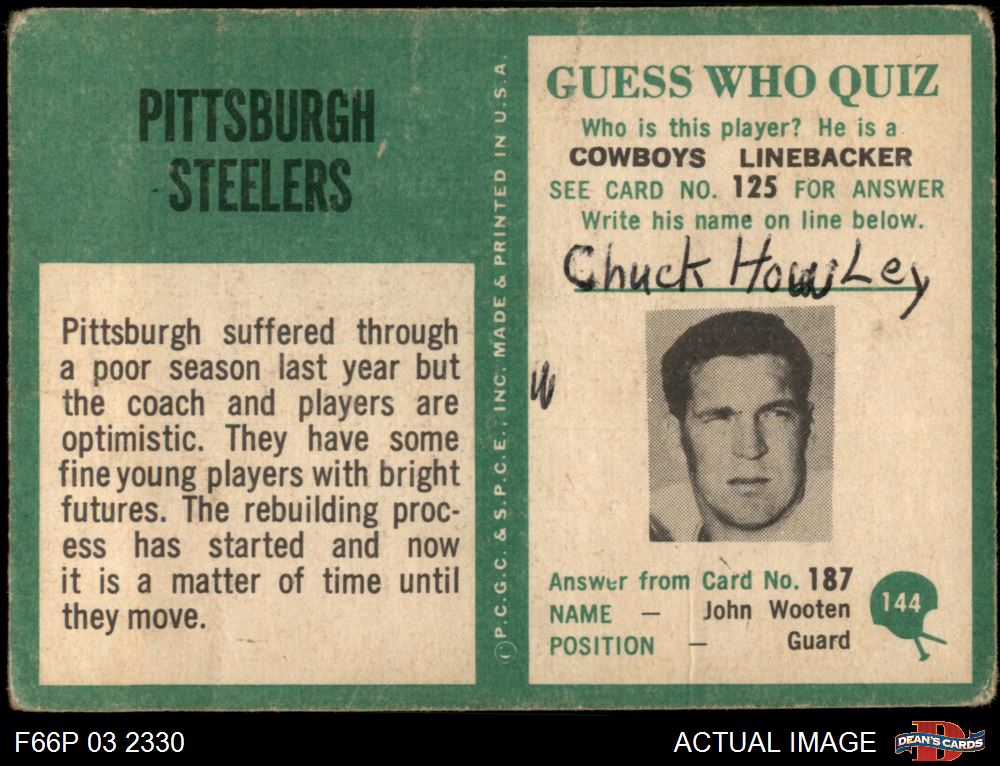 PITTSBURGH
STEELERS
Pittsburgh suffered through
a poor season last year but
the coach and players are
optimistic. They have some
fine young players with bright
futures. The rebuilding proc-
ess has started and now
it is a matter of time until
they move.
©P.C.G.C. & S.P.C.E., INC. MADE & PRINTED IN U.S.A.
GUESS WHO QUIZ
Who is this player? He is a
COWBOYS LINEBACKER
SEE CARD NO. 125 FOR ANSWER
Write his name on line below.
Chuck Howley
Answer from Card No. 187
NAME — John Wooten
POSITION — Guard
144
F66P 03 2330
ACTUAL IMAGE
DEAN'S CARDS